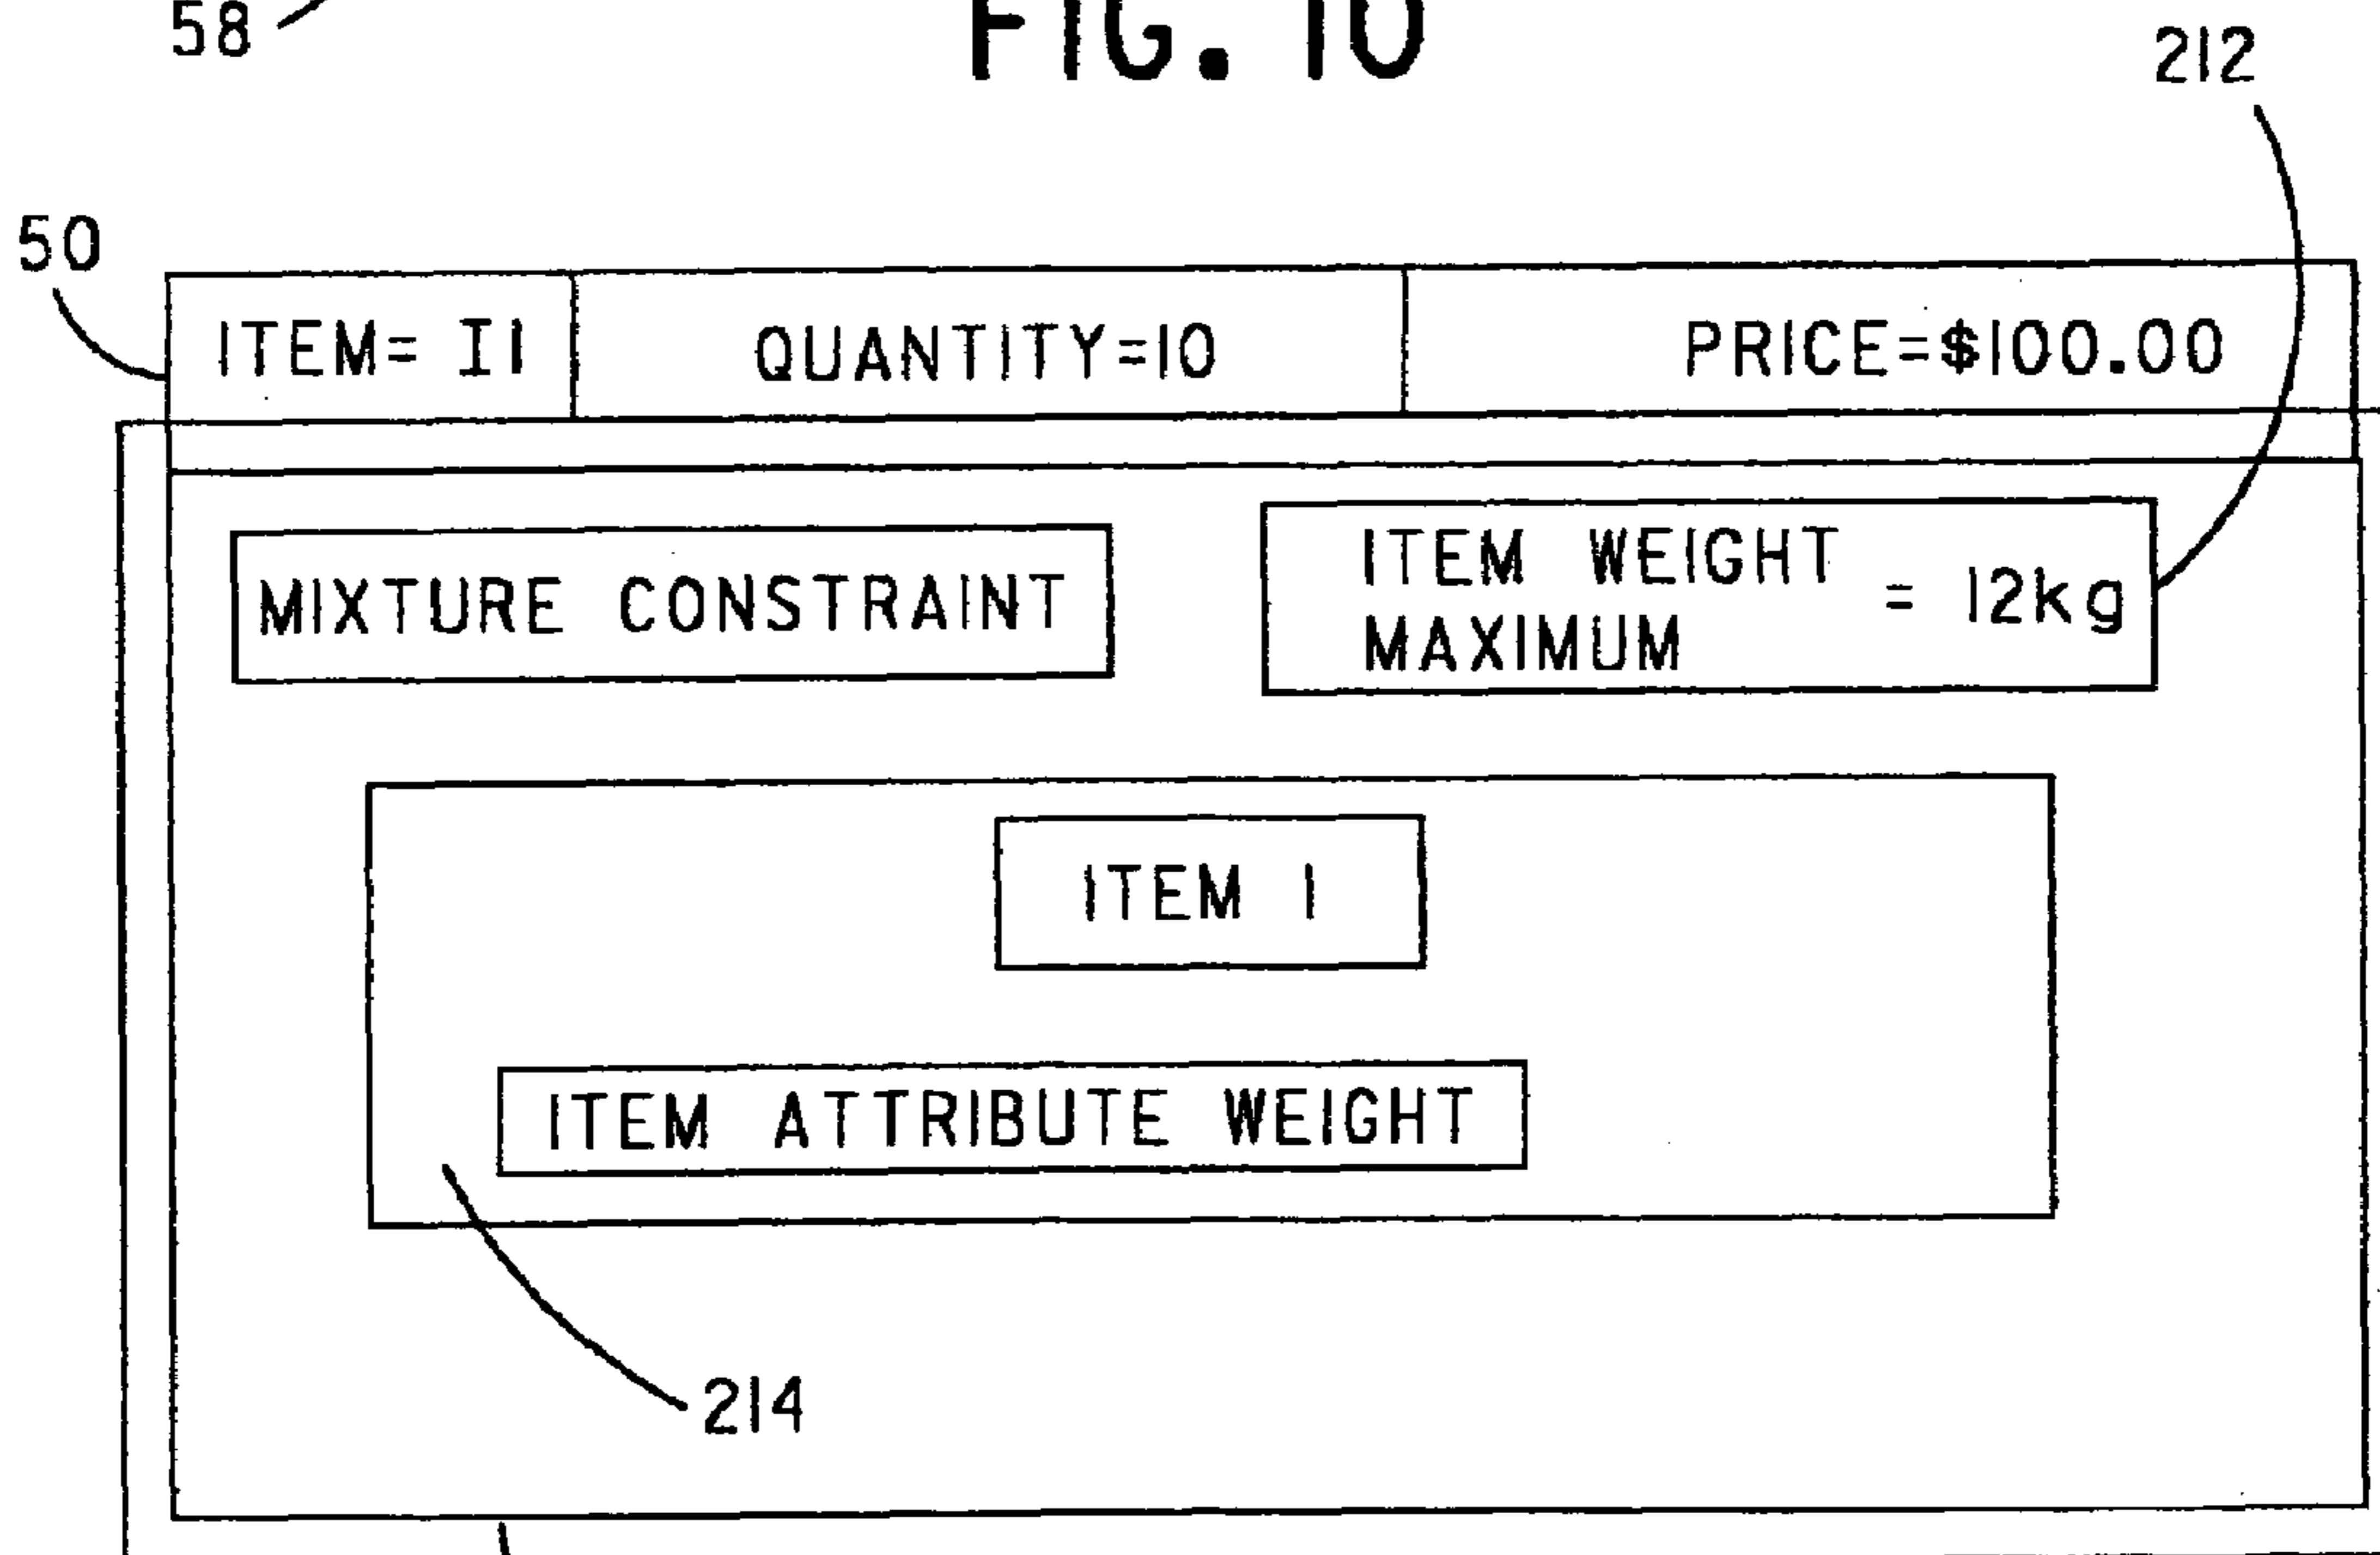 58
FIG. 10
212
50
ITEM= I1 QUANTITY=10 PRICE=$100.00
MIXTURE CONSTRAINT
ITEM WEIGHT
MAXIMUM = 12kg
ITEM 1
ITEM ATTRIBUTE WEIGHT
214